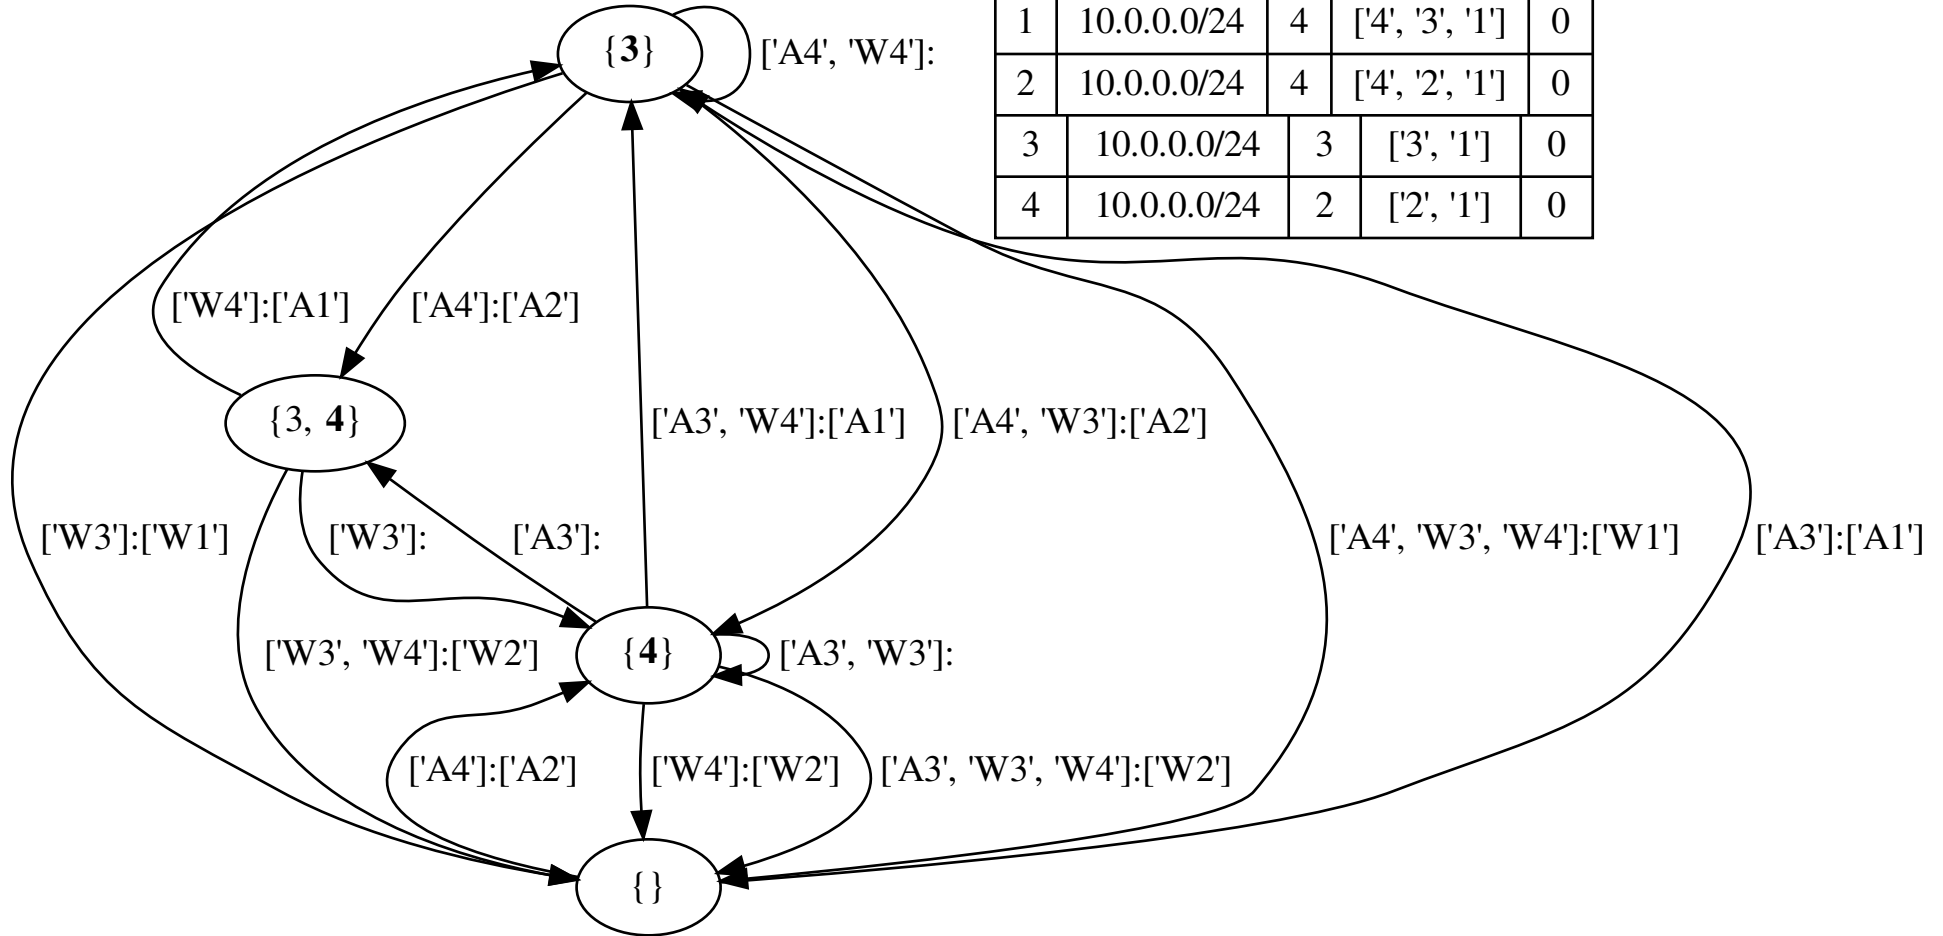 {3}
['A4', 'W4']:
1 10.0.0.0/24 4 ['4', '3', '1'] 0
2 10.0.0.0/24 4 ['4', '2', '1'] 0
3 10.0.0.0/24 3 ['3', '1'] 0
4 10.0.0.0/24 2 ['2', '1'] 0
['W4']:['A1']
['A4']:['A2']
{3, 4}
['A3', 'W4']:['A1']
['A4', 'W3']:['A2']
['W3']:['W1']
['W3']:
['A3']:
['A4', 'W3', 'W4']:['W1']
['A3']:['A1']
['W3', 'W4']:['W2']
{4}
['A3', 'W3']:
['A4']:['A2']
['W4']:['W2']
['A3', 'W3', 'W4']:['W2']
{}